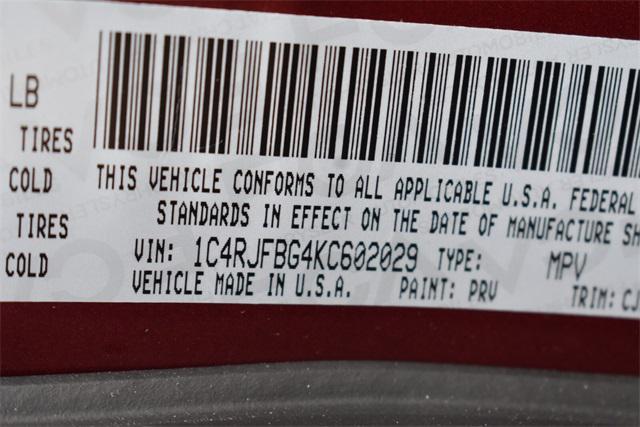 LB
TIRES
COLD
TIRES
COLD
THIS VEHICLE CONFORMS TO ALL APPLICABLE U.S.A. FEDERAL
STANDARDS IN EFFECT ON THE DATE OF MANUFACTURE SH
VIN: 1C4RJFBG4KC602029 TYPE: MPV
VEHICLE MADE IN U.S.A. PAINT: PRV TRIM: CJ